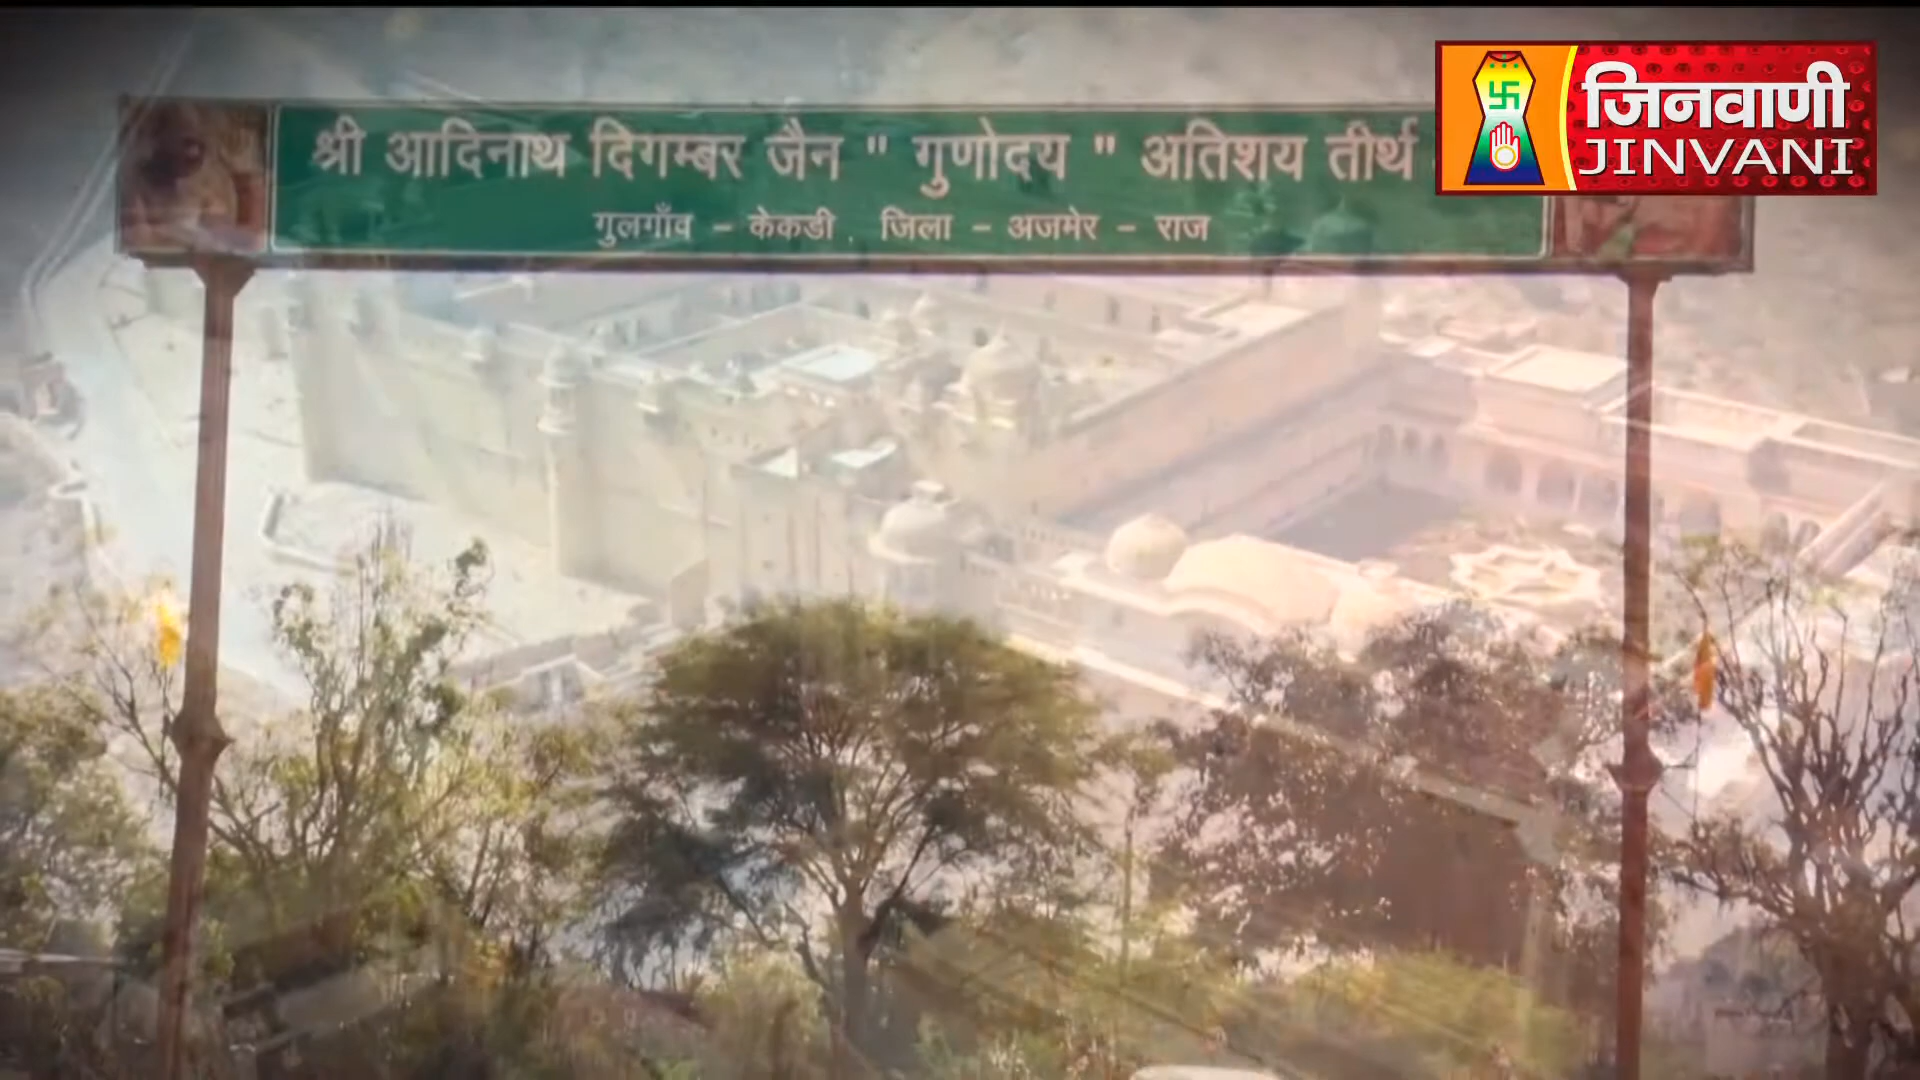 श्री आदिनाथ दिगम्बर जैन " गुणोदय " अतिशय तीर्थ
गुलगाँव - केकडी . जिला - अजमेर - राज
जिनवाणी
JINVANI